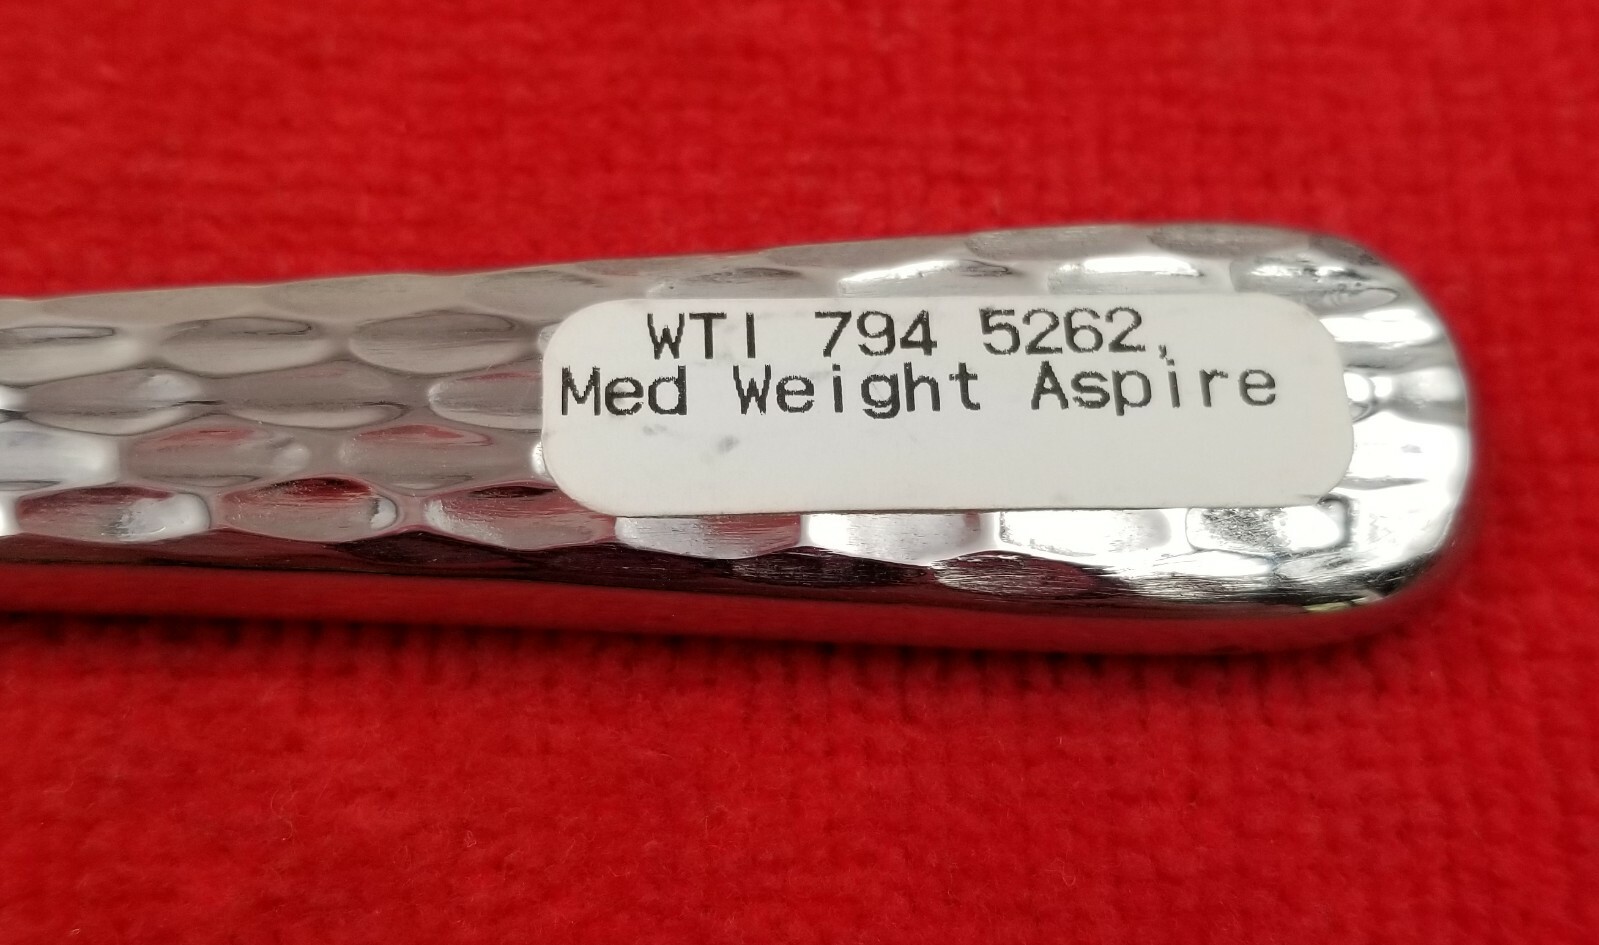 WTI 794 5262,
Med Weight Aspire